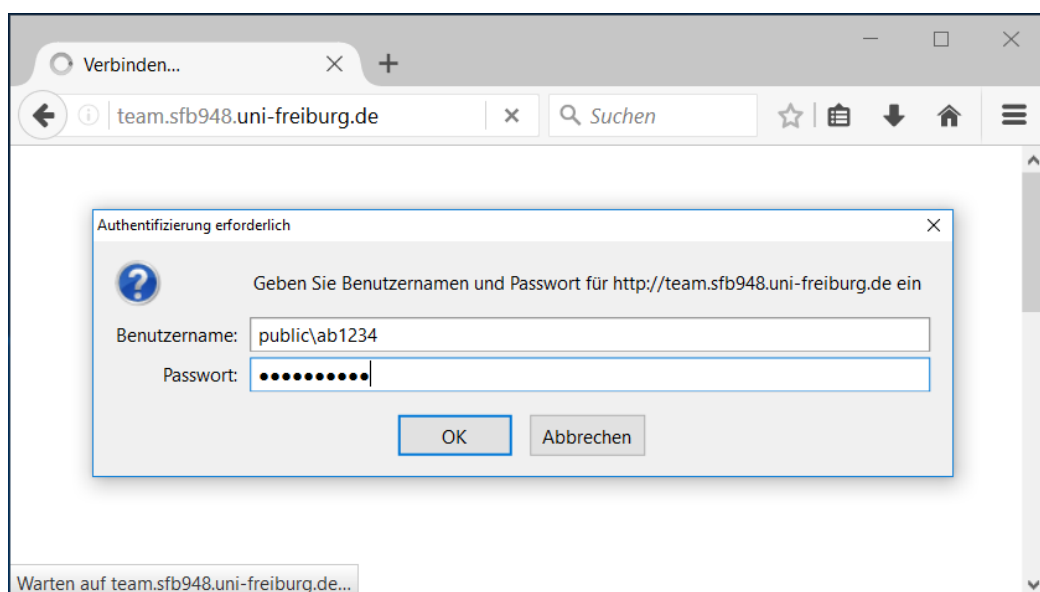 Verbinden...
team.sfb948.uni-freiburg.de
Suchen
Authentifizierung erforderlich
Geben Sie Benutzernamen und Passwort für http://team.sfb948.uni-freiburg.de ein
Benutzername: public\ab1234
Passwort: ●●●●●●●●●●
OK Abbrechen
Warten auf team.sfb948.uni-freiburg.de...